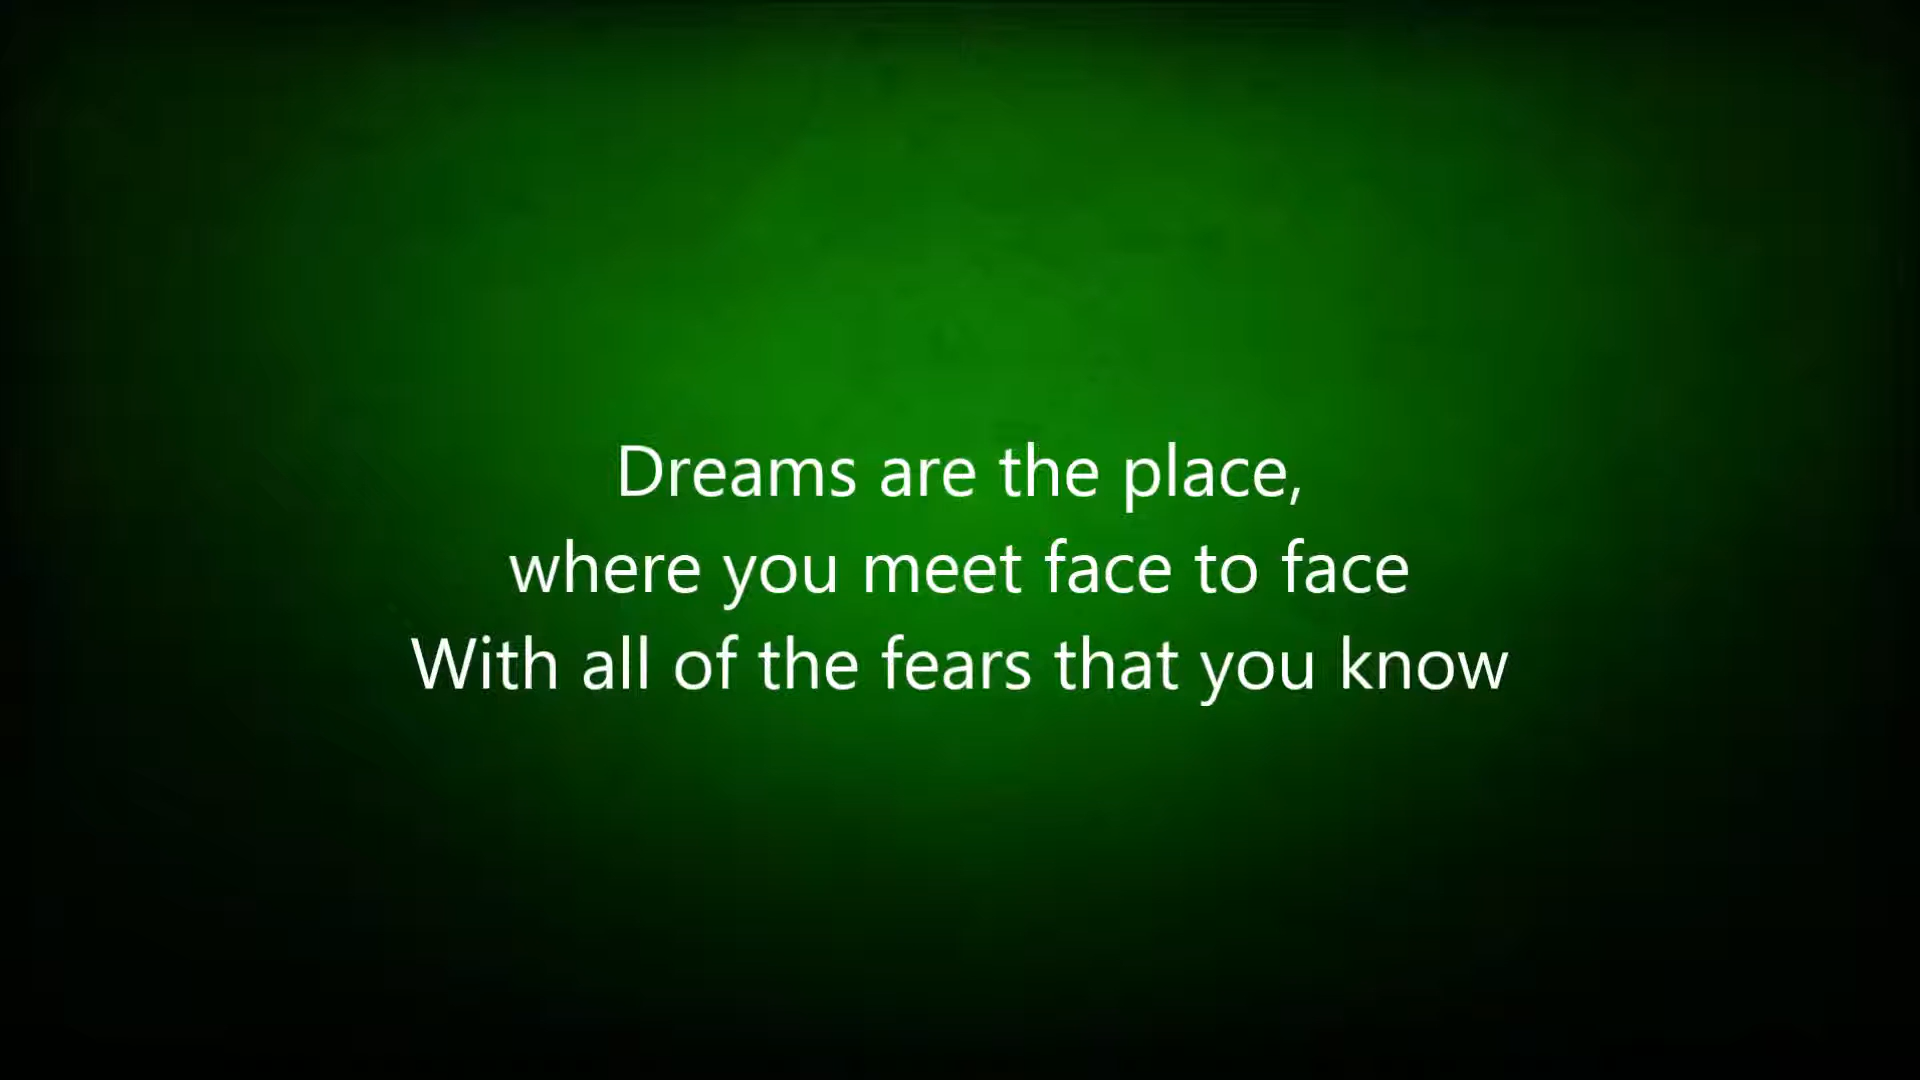 Dreams are the place,
where you meet face to face
With all of the fears that you know